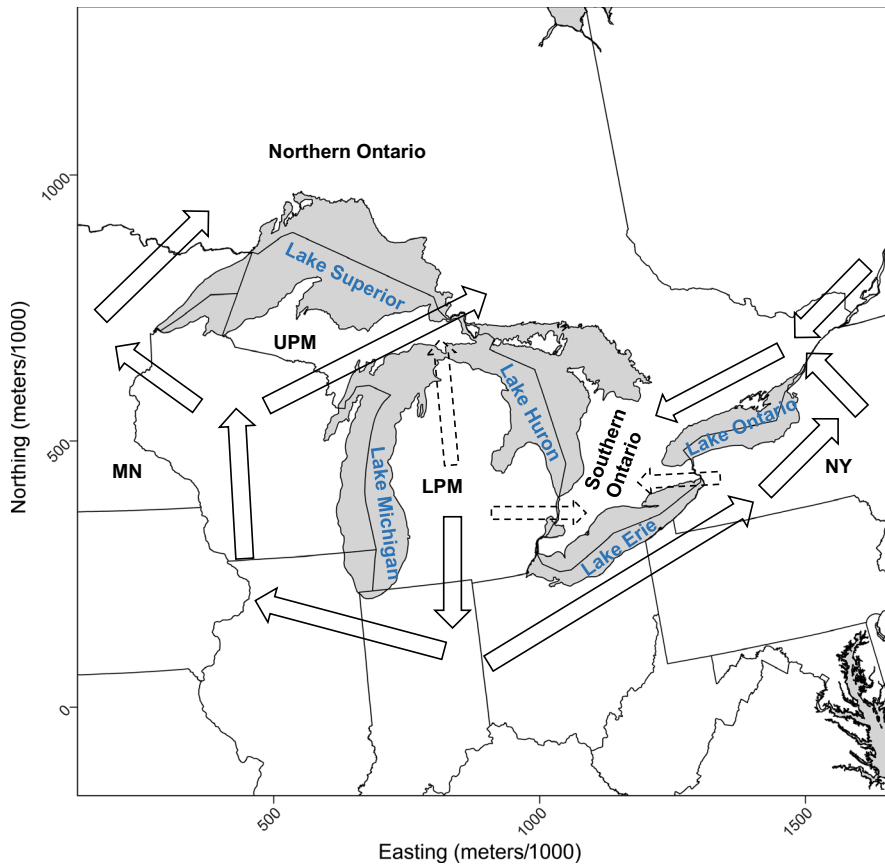 Northern Ontario
1000
Lake Superior
UPM
Northing (meters/1000)
500
Lake Huron
Lake Ontario
Southern
Ontario
MN
LPM
NY
Lake Michigan
Lake Erie
0
500
1000
1500
Easting (meters/1000)